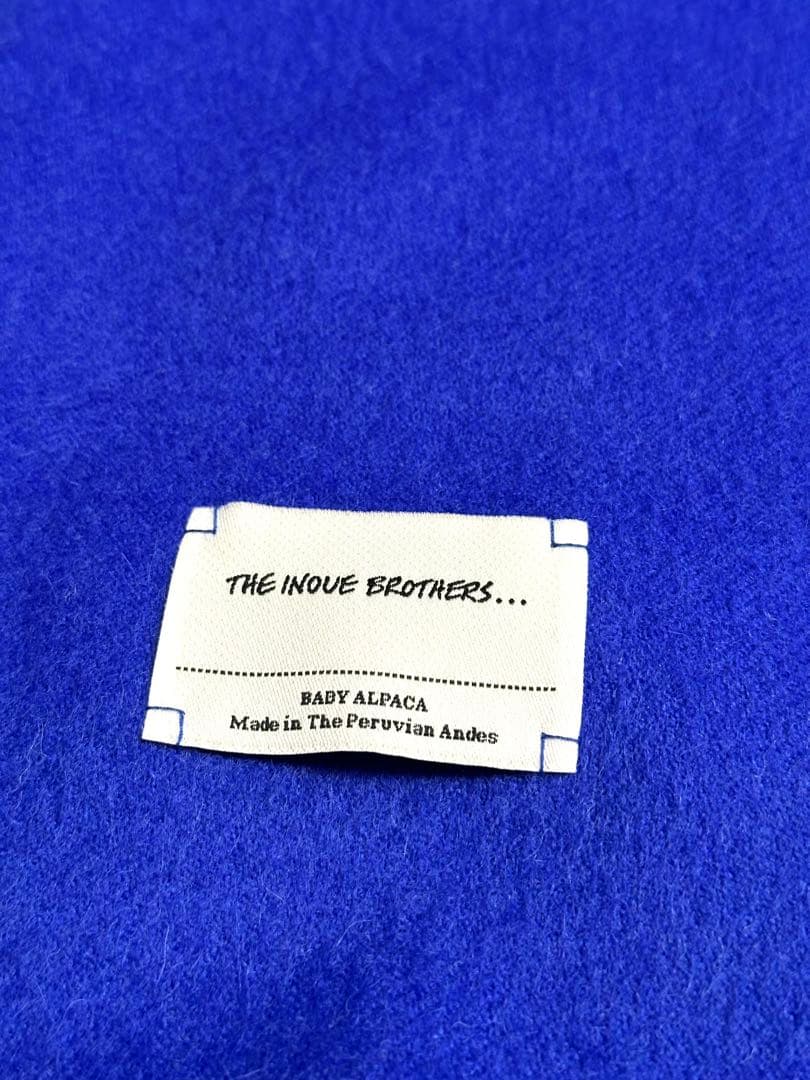 THE INOUE BROTHERS...
BABY ALPACA
Made in The Peruvian Andes